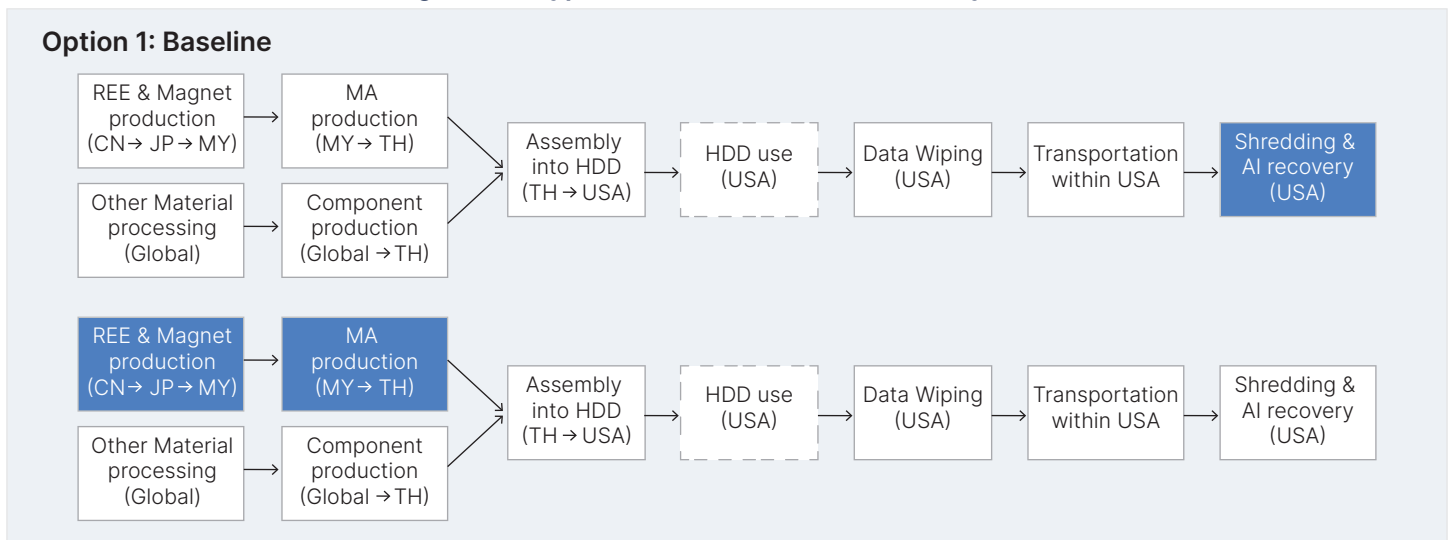 Option 1: Baseline
REE & Magnet
production
(CN→ JP→ MY)
MA
production
(MY→ TH)
Other Material
processing
(Global)
Component
production
(Global →TH)
Assembly
into HDD
(TH→USA)
HDD use
(USA)
Data Wiping
(USA)
Transportation
within USA
Shredding &
AI recovery
(USA)
REE & Magnet
production
(CN→ JP→ MY)
MA
production
(MY→ TH)
Other Material
processing
(Global)
Component
production
(Global →TH)
Assembly
into HDD
(TH→USA)
HDD use
(USA)
Data Wiping
(USA)
Transportation
within USA
Shredding &
AI recovery
(USA)